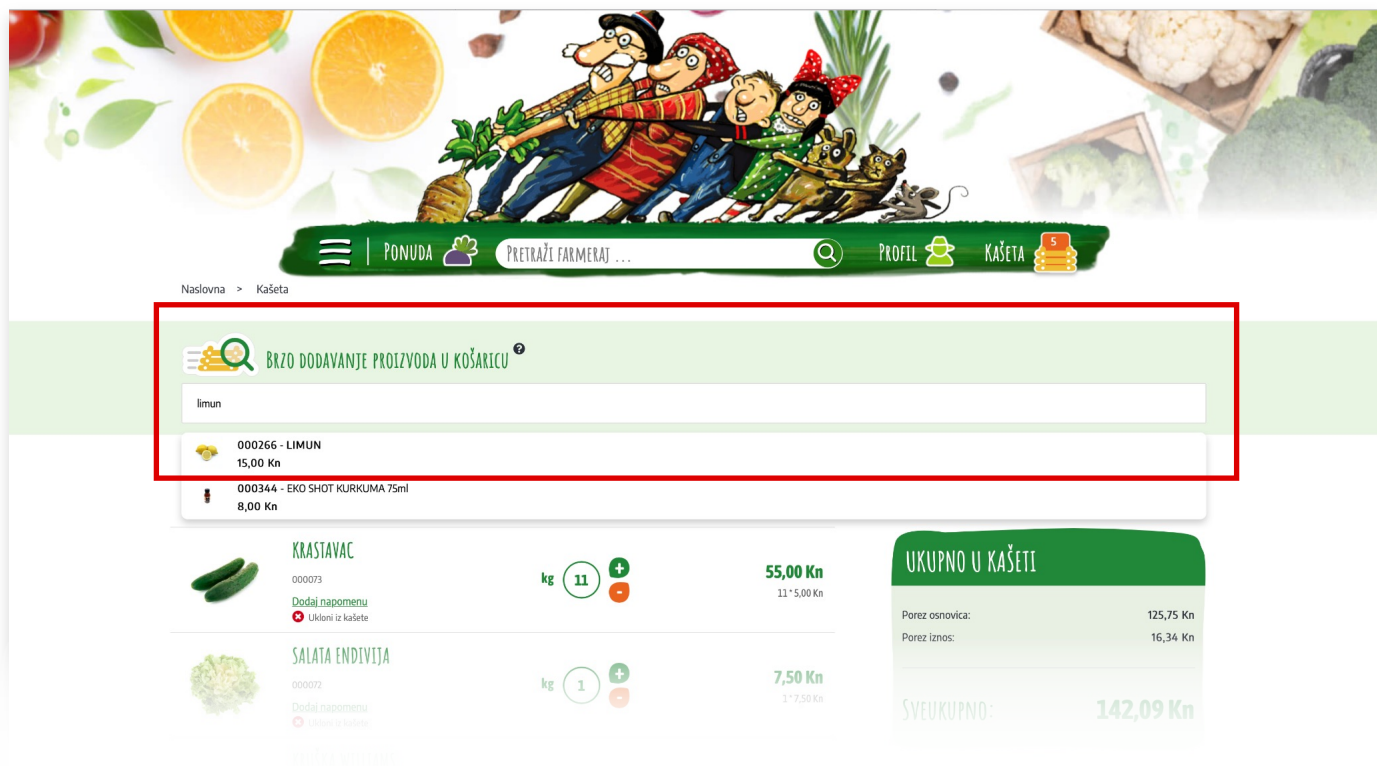 Ponuda
Pretraži farmeraj ...
Profil
Kašeta
5
Naslovna > Kašeta
Brzo dodavanje proizvoda u košaricu ?
limun
000266 - LIMUN
15,00 Kn
000344 - EKO SHOT KURKUMA 75ml
8,00 Kn
KRASTAVAC
000073
Dodaj napomenu
Ukloni iz kašete
kg 11 + -
55,00 Kn
11 * 5,00 Kn
SALATA ENDIVIJA
000072
Dodaj napomenu
Ukloni iz kašete
kg 1 + -
7,50 Kn
1 * 7,50 Kn
UKUPNO U KAŠETI
Porez osnovica: 125,75 Kn
Porez iznos: 16,34 Kn
Sveukupno: 142,09 Kn